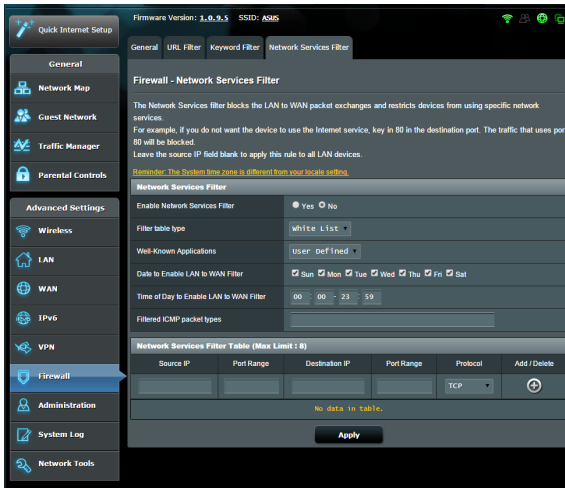 Quick Internet Setup
General
Network Map
Guest Network
Traffic Manager
Parental Controls
Advanced Settings
Wireless
LAN
WAN
IPv6
VPN
Firewall
Administration
System Log
Network Tools
Firmware Version: 1.0.9.5 SSID: ASUS
General URL Filter Keyword Filter Network Services Filter
Firewall - Network Services Filter
The Network Services filter blocks the LAN to WAN packet exchanges and restricts devices from using specific network
services.
For example, if you do not want the device to use the Internet service, key in 80 in the destination port. The traffic that uses port
80 will be blocked.
Leave the source IP field blank to apply this rule to all LAN devices.
Reminder: The System time zone is different from your locale setting.
Network Services Filter
Enable Network Services Filter Yes No
Filter table type White List
Well-Known Applications User Defined
Date to Enable LAN to WAN Filter Sun Mon Tue Wed Thu Fri Sat
Time of Day to Enable LAN to WAN Filter 00 : 00 - 23 : 59
Filtered ICMP packet types
Network Services Filter Table (Max Limit : 8)
Source IP Port Range Destination IP Port Range Protocol Add / Delete
TCP
No data in table.
Apply